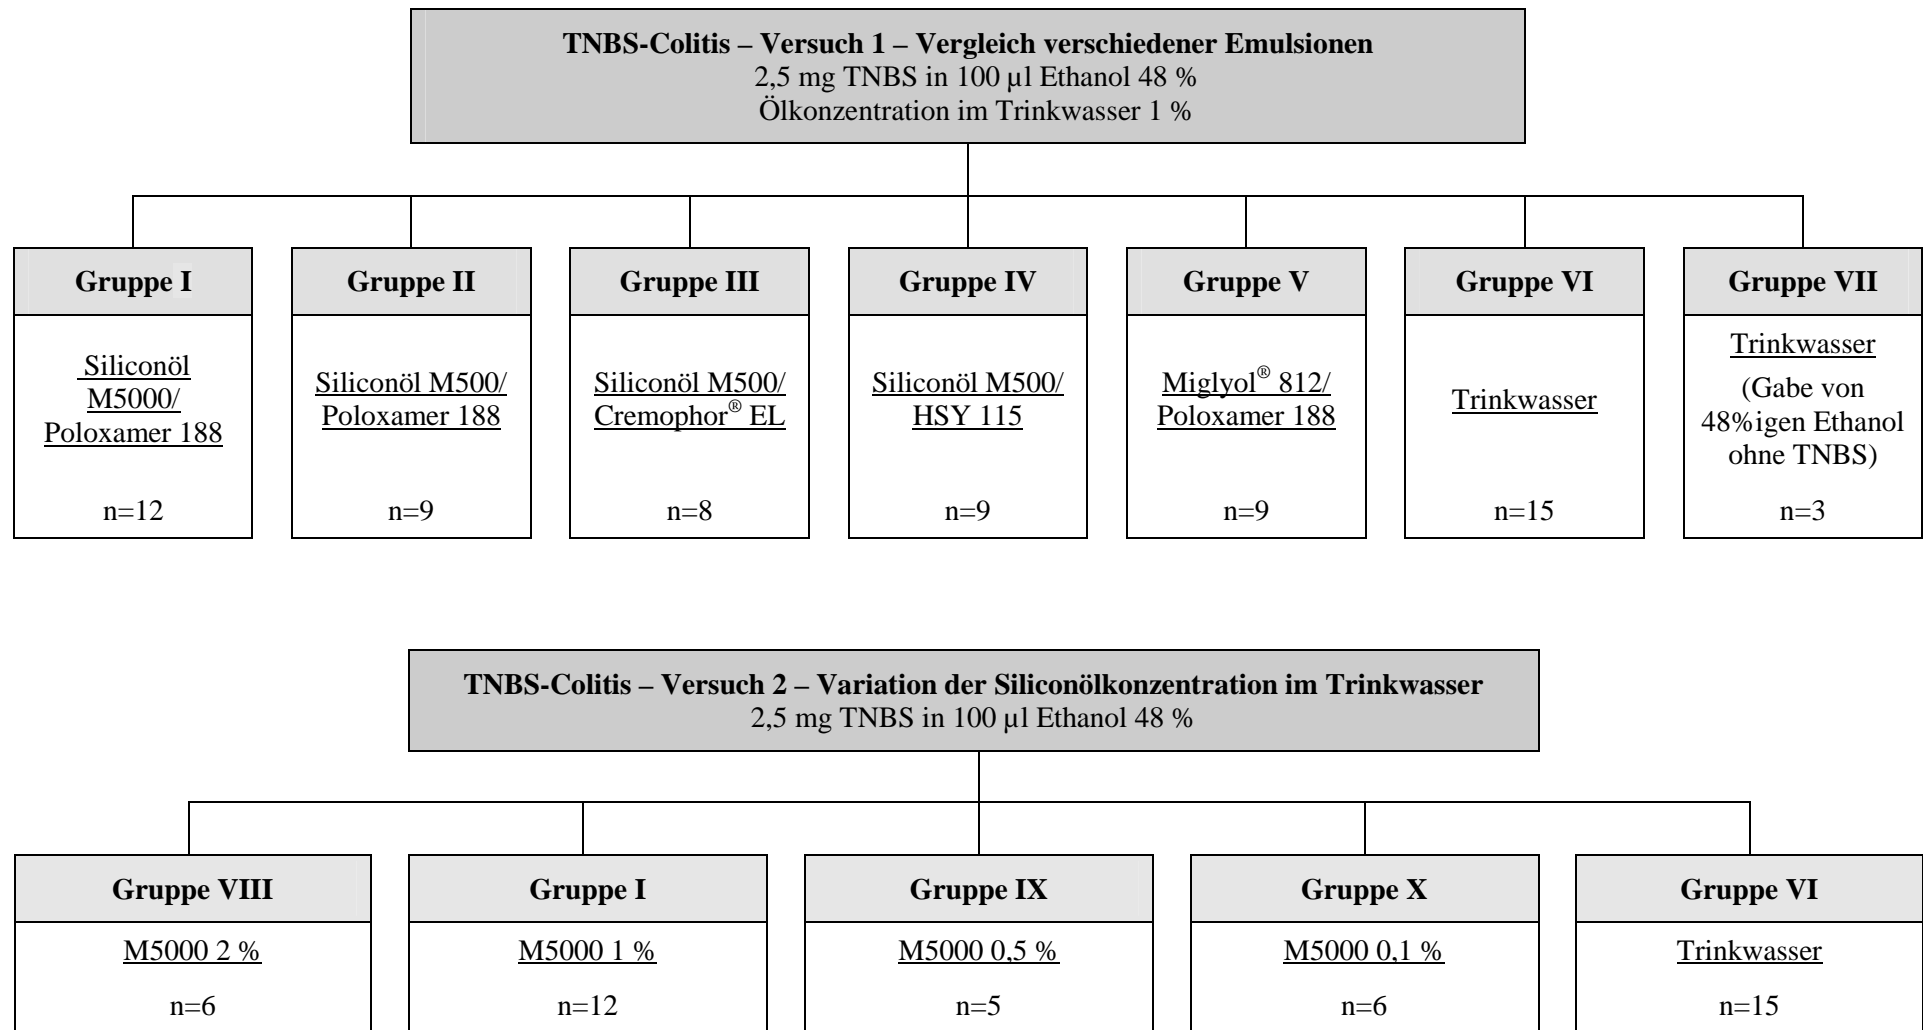 TNBS-Colitis – Versuch 1 – Vergleich verschiedener Emulsionen
2,5 mg TNBS in 100 µl Ethanol 48 %
Ölkonzentration im Trinkwasser 1 %
Gruppe I
Siliconöl
M5000/
Poloxamer 188
n=12
Gruppe II
Siliconöl M500/
Poloxamer 188
n=9
Gruppe III
Siliconöl M500/
Cremophor® EL
n=8
Gruppe IV
Siliconöl M500/
HSY 115
n=9
Gruppe V
Miglyol® 812/
Poloxamer 188
n=9
Gruppe VI
Trinkwasser
n=15
Gruppe VII
Trinkwasser
(Gabe von
48%igen Ethanol
ohne TNBS)
n=3
TNBS-Colitis – Versuch 2 – Variation der Siliconölkonzentration im Trinkwasser
2,5 mg TNBS in 100 µl Ethanol 48 %
Gruppe VIII
M5000 2 %
n=6
Gruppe I
M5000 1 %
n=12
Gruppe IX
M5000 0,5 %
n=5
Gruppe X
M5000 0,1 %
n=6
Gruppe VI
Trinkwasser
n=15